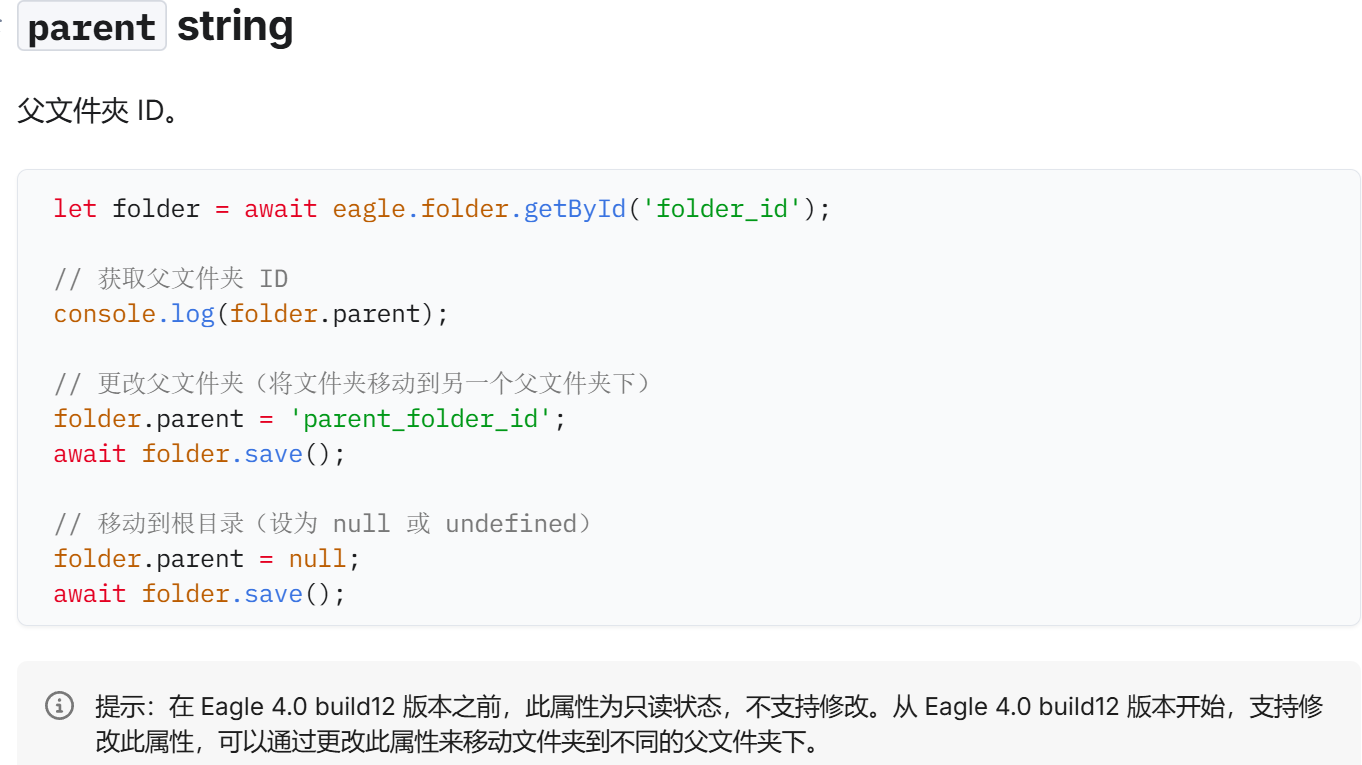 parent string
父文件夾 ID。
let folder = await eagle.folder.getById('folder_id');
// 获取父文件夹 ID
console.log(folder.parent);
// 更改父文件夹（将文件夹移动到另一个父文件夹下）
folder.parent = 'parent_folder_id';
await folder.save();
// 移动到根目录（设为 null 或 undefined）
folder.parent = null;
await folder.save();
提示：在 Eagle 4.0 build12 版本之前，此属性为只读状态，不支持修改。从 Eagle 4.0 build12 版本开始，支持修
改此属性，可以通过更改此属性来移动文件夹到不同的父文件夹下。